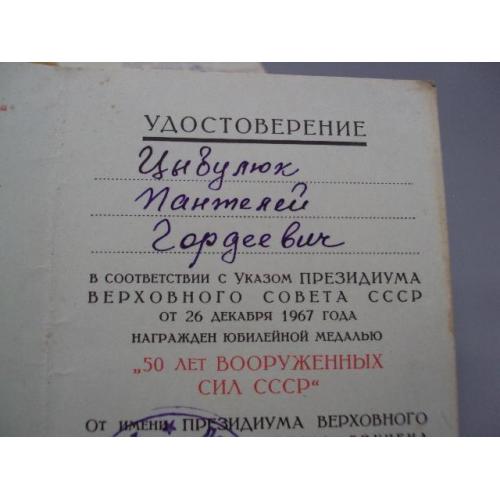 УДОСТОВЕРЕНИЕ
Цыбулюк
Пантелей
Гордеевич
В СООТВЕТСТВИИ С УКАЗОМ ПРЕЗИДИУМА
ВЕРХОВНОГО СОВЕТА СССР
ОТ 26 ДЕКАБРЯ 1967 ГОДА
НАГРАЖДЕН ЮБИЛЕЙНОЙ МЕДАЛЬЮ
„50 ЛЕТ ВООРУЖЕННЫХ
СИЛ СССР“
ОТ ИМЕНИ ПРЕЗИДИУМА ВЕРХОВНОГО